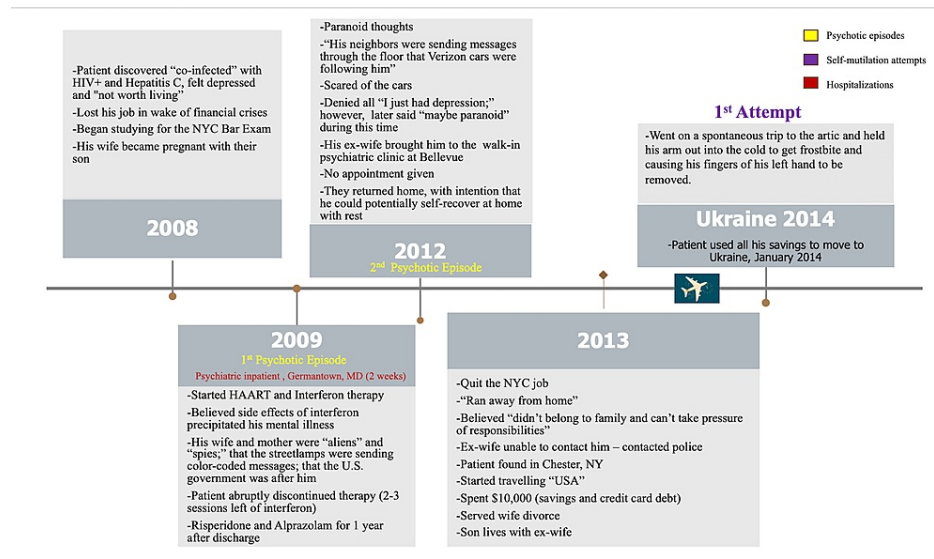 Psychotic episodes
Self-mutilation attempts
Hospitalizations
-Patient discovered “co-infected” with
HIV+ and Hepatitis C, felt depressed
and "not worth living”
-Lost his job in wake of financial crises
-Began studying for the NYC Bar Exam
-His wife became pregnant with their
son
2008
2009
1st Psychotic Episode
Psychiatric inpatient , Germantown, MD (2 weeks)
-Started HAART and Interferon therapy
-Believed side effects of interferon
precipitated his mental illness
-His wife and mother were “aliens” and
“spies;” that the streetlamps were sending
color-coded messages; that the U.S.
government was after him
-Patient abruptly discontinued therapy (2-3
sessions left of interferon)
-Risperidone and Alprazolam for 1 year
after discharge
-Paranoid thoughts
-“His neighbors were sending messages
through the floor that Verizon cars were
following him”
-Scared of the cars
-Denied all “I just had depression;”
however,  later said “maybe paranoid”
during this time
-His ex-wife brought him to the  walk-in
psychiatric clinic at Bellevue
-No appointment given
-They returned home, with intention that
he could potentially self-recover at home
with rest
2012
2nd  Psychotic Episode
2013
-Quit the NYC job
-“Ran away from home”
-Believed “didn’t belong to family and can’t take pressure
of responsibilities”
-Ex-wife unable to contact him – contacted police
-Patient found in Chester, NY
-Started travelling “USA”
-Spent $10,000 (savings and credit card debt)
-Served wife divorce
-Son lives with ex-wife
1st Attempt
-Went on a spontaneous trip to the artic and held
his arm out into the cold to get frostbite and
causing his fingers of his left hand to be
removed.
Ukraine 2014
-Patient used all his savings to move to
Ukraine, January 2014